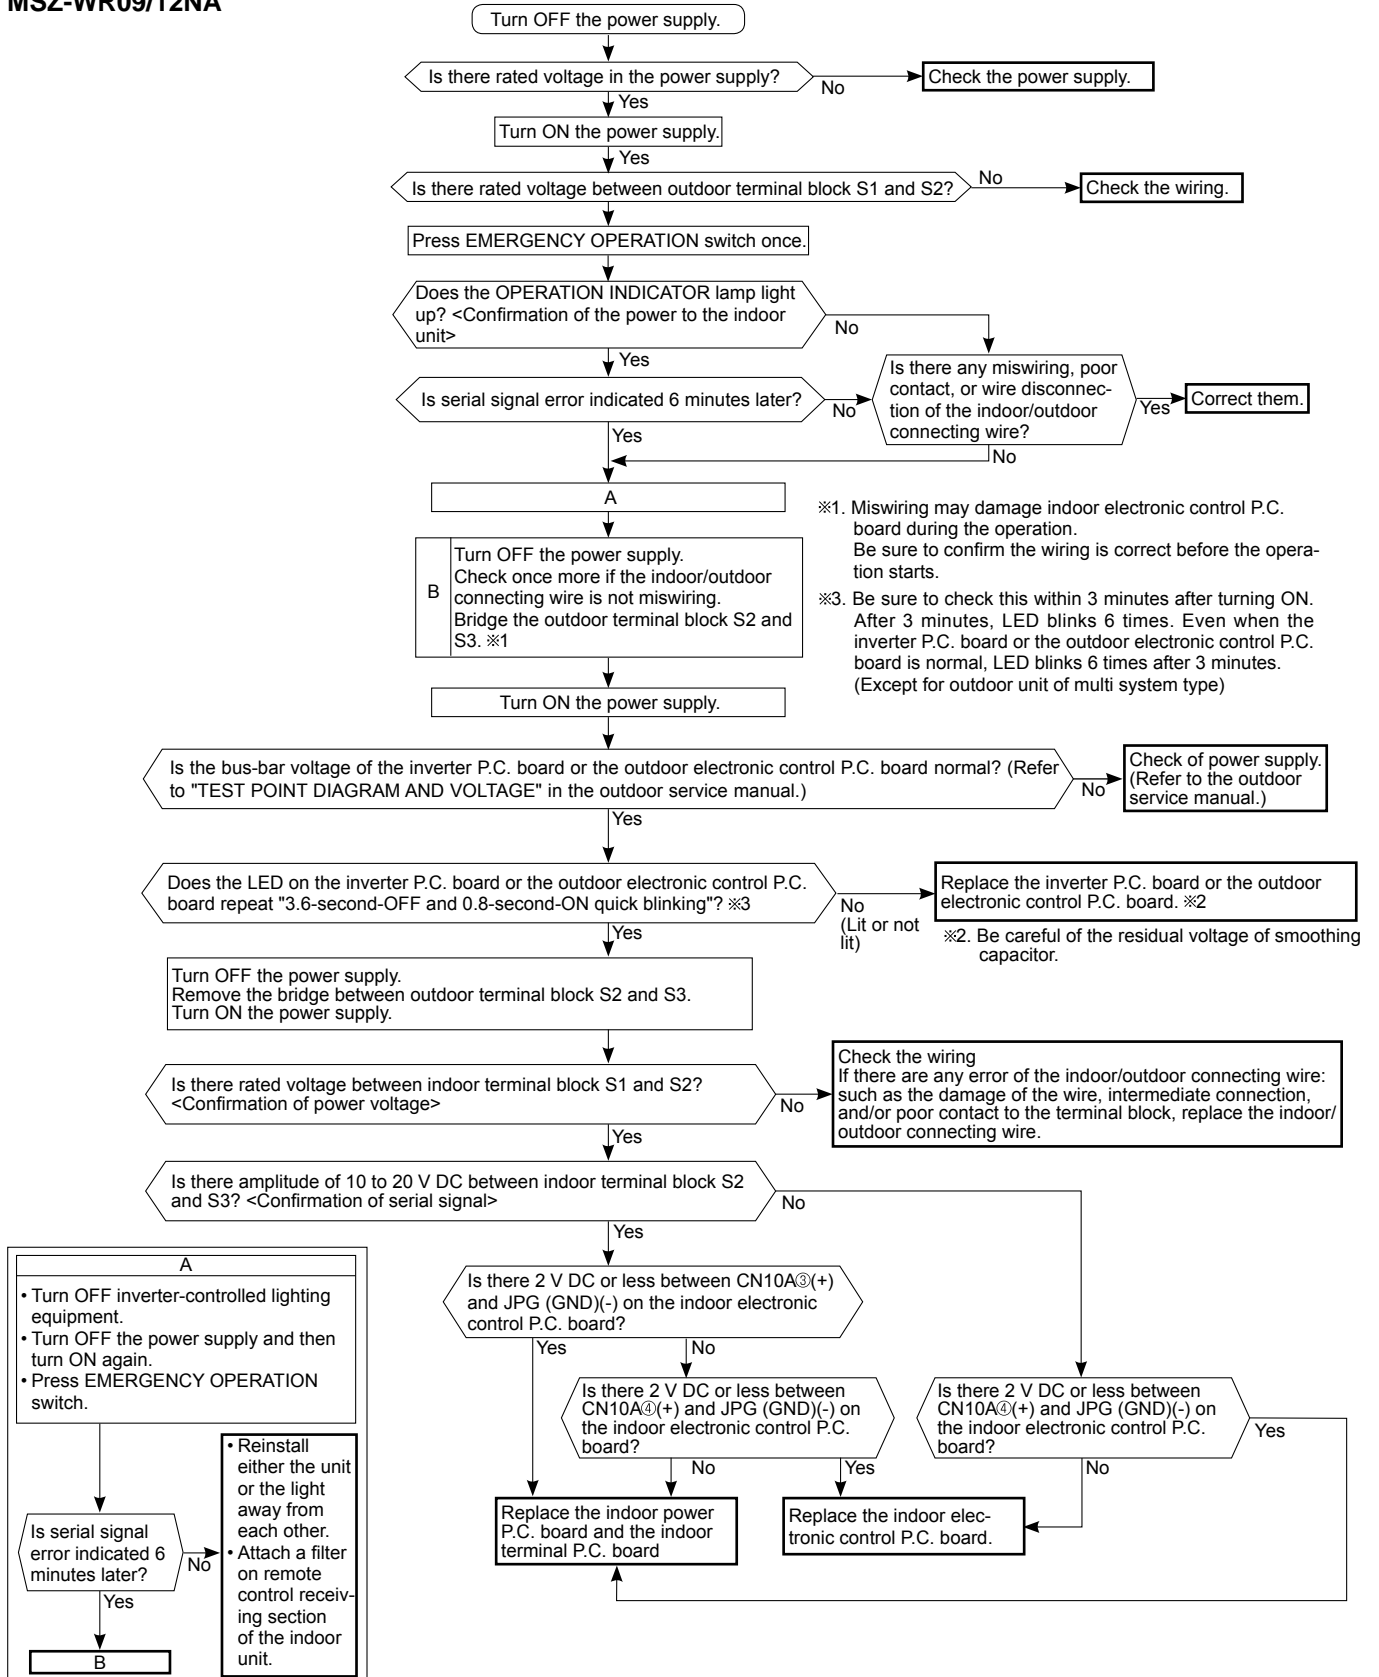 MSZ-WR09/12NA
Turn OFF the power supply.
Is there rated voltage in the power supply?
No
Check the power supply.
Yes
Turn ON the power supply.
Yes
Is there rated voltage between outdoor terminal block S1 and S2?
No
Check the wiring.
Press EMERGENCY OPERATION switch once.
Does the OPERATION INDICATOR lamp light
up? <Confirmation of the power to the indoor
unit>
No
Yes
Is there any miswiring, poor
contact, or wire disconnec-
tion of the indoor/outdoor
connecting wire?
Yes
Correct them.
Is serial signal error indicated 6 minutes later?
No
Yes
No
A
B
Turn OFF the power supply.
Check once more if the indoor/outdoor
connecting wire is not miswiring.
Bridge the outdoor terminal block S2 and
S3. ※1
※1. Miswiring may damage indoor electronic control P.C.
board during the operation.
Be sure to confirm the wiring is correct before the opera-
tion starts.
※3. Be sure to check this within 3 minutes after turning ON.
After 3 minutes, LED blinks 6 times. Even when the
inverter P.C. board or the outdoor electronic control P.C.
board is normal, LED blinks 6 times after 3 minutes.
(Except for outdoor unit of multi system type)
Turn ON the power supply.
Is the bus-bar voltage of the inverter P.C. board or the outdoor electronic control P.C. board normal? (Refer
to "TEST POINT DIAGRAM AND VOLTAGE" in the outdoor service manual.)
No
Check of power supply.
(Refer to the outdoor
service manual.)
Yes
Does the LED on the inverter P.C. board or the outdoor electronic control P.C.
board repeat "3.6-second-OFF and 0.8-second-ON quick blinking"? ※3
No
(Lit or not
lit)
Replace the inverter P.C. board or the outdoor
electronic control P.C. board. ※2
※2. Be careful of the residual voltage of smoothing
capacitor.
Yes
Turn OFF the power supply.
Remove the bridge between outdoor terminal block S2 and S3.
Turn ON the power supply.
Is there rated voltage between indoor terminal block S1 and S2?
<Confirmation of power voltage>
No
Check the wiring
If there are any error of the indoor/outdoor connecting wire:
such as the damage of the wire, intermediate connection,
and/or poor contact to the terminal block, replace the indoor/
outdoor connecting wire.
Yes
Is there amplitude of 10 to 20 V DC between indoor terminal block S2
and S3? <Confirmation of serial signal>
No
Yes
Is there 2 V DC or less between CN10A③(+)
and JPG (GND)(-) on the indoor electronic
control P.C. board?
Yes
No
Is there 2 V DC or less between
CN10A④(+) and JPG (GND)(-) on
the indoor electronic control P.C.
board?
No
Yes
Is there 2 V DC or less between
CN10A④(+) and JPG (GND)(-) on
the indoor electronic control P.C.
board?
Yes
No
Replace the indoor power
P.C. board and the indoor
terminal P.C. board
Replace the indoor elec-
tronic control P.C. board.
A
• Turn OFF inverter-controlled lighting
equipment.
• Turn OFF the power supply and then
turn ON again.
• Press EMERGENCY OPERATION
switch.
Is serial signal
error indicated 6
minutes later?
No
Yes
B
• Reinstall
either the unit
or the light
away from
each other.
• Attach a filter
on remote
control receiv-
ing section
of the indoor
unit.